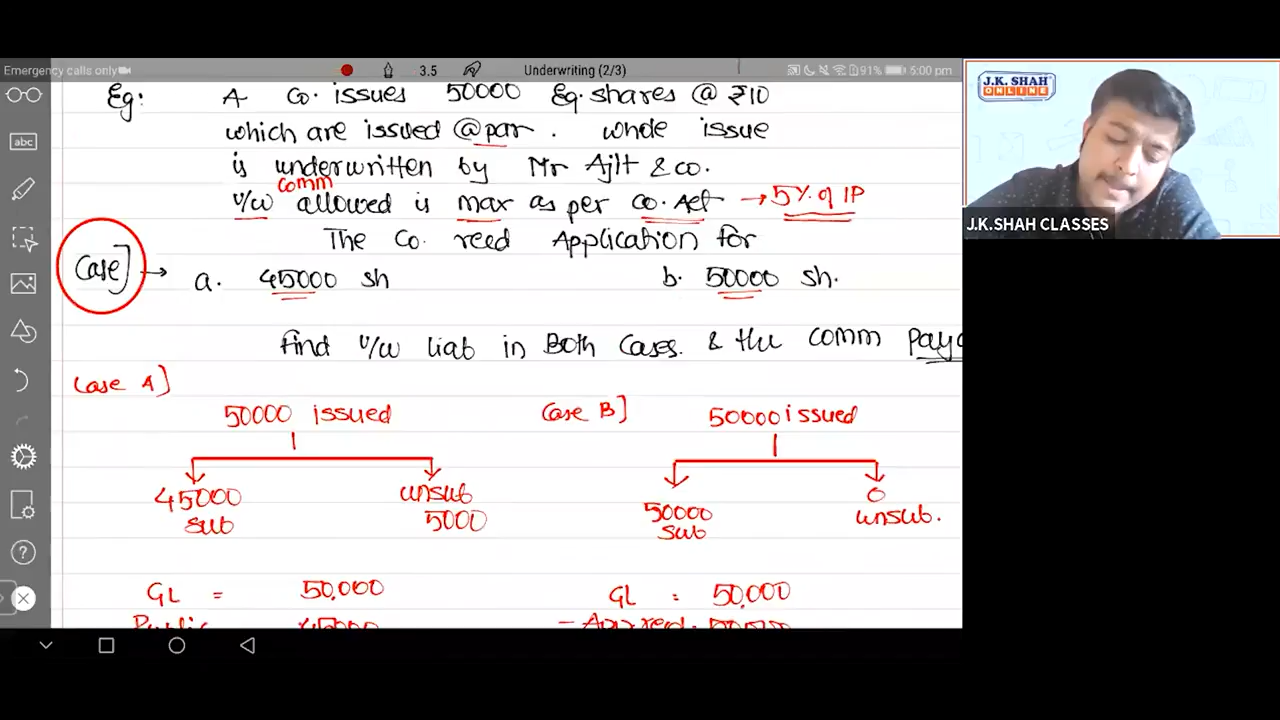 Emergency calls only
3.5
Underwriting (2/3)
91%
5:00 pm
J.K. SHAH
ONLINE
J.K.SHAH CLASSES
abc
Eg: A Co. issues 50000 Eq. shares @ ₹10
which are issued @ par. whole issue
is underwritten by Mr Ajit & co.
comm
U/w allowed is max as per Co. Act → 5% of IP
The Co. recd Application for
Case] → a. 45000 sh b. 50000 sh.
Find U/w liab in Both Cases. & the comm
Case A]
50000 issued
45000 sub
unsub 5000
GL = 50,000
Public 45000
Case B]
50000 issued
50000 sub
0 unsub.
GL : 50,000